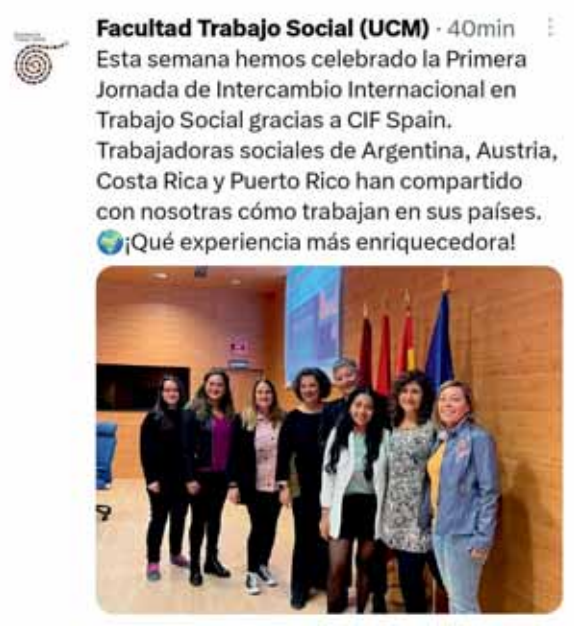 Facultad Trabajo Social (UCM) · 40min
Esta semana hemos celebrado la Primera
Jornada de Intercambio Internacional en
Trabajo Social gracias a CIF Spain.
Trabajadoras sociales de Argentina, Austria,
Costa Rica y Puerto Rico han compartido
con nosotras cómo trabajan en sus países.
🌍¡Qué experiencia más enriquecedora!